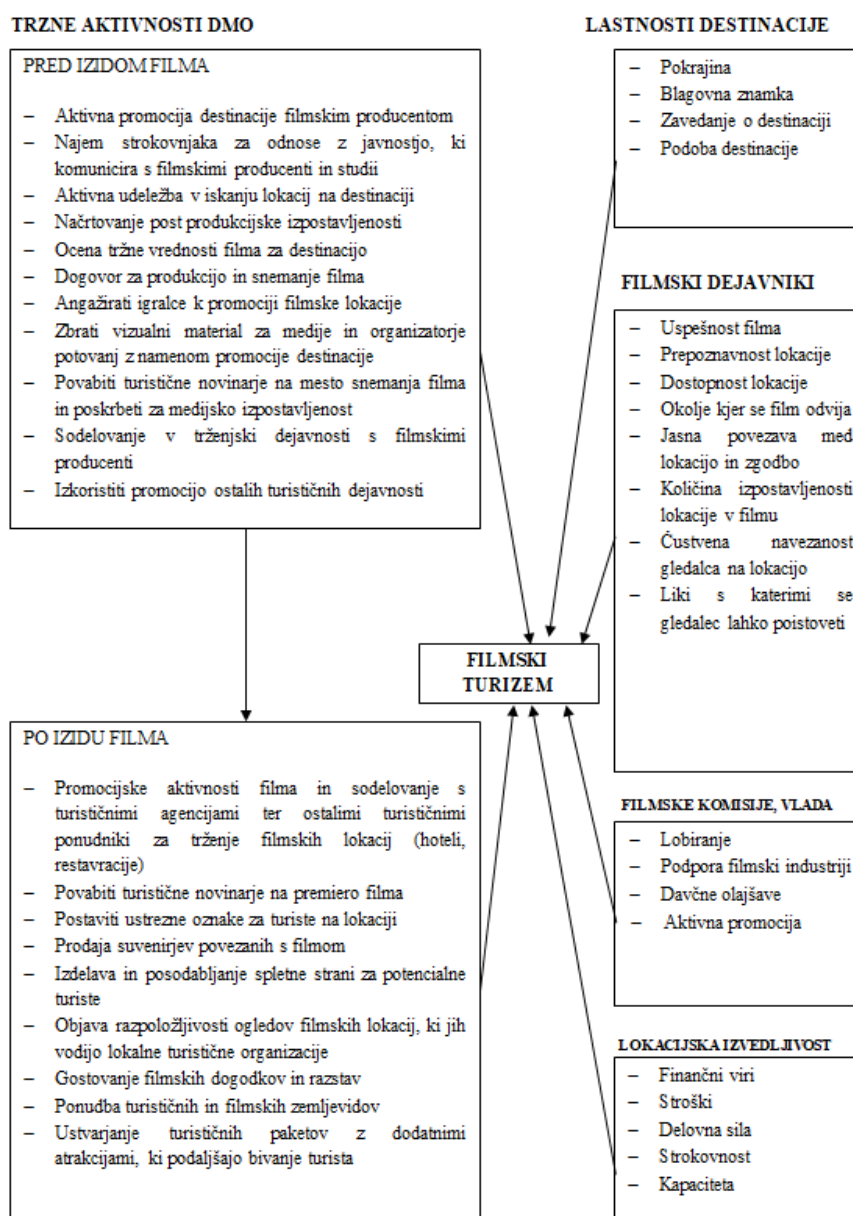 TRŽNE AKTIVNOSTI DMO
PRED IZIDOM FILMA
– Aktivna promocija destinacije filmskim producentom
– Najem strokovnjaka za odnose z javnostjo, ki
komunicira s filmskimi producenti in studii
– Aktivna udeležba v iskanju lokacij na destinaciji
– Načrtovanje post produkcijske izpostavljenosti
– Ocena tržne vrednosti filma za destinacijo
– Dogovor za produkcijo in snemanje filma
– Angažirati igralce k promociji filmske lokacije
– Zbrati vizualni material za medije in organizatorje
potovanj z namenom promocije destinacije
– Povabiti turistične novinarje na mesto snemanja filma
in poskrbeti za medijsko izpostavljenost
– Sodelovanje v trženjski dejavnosti s filmskimi
producenti
– Izkoristiti promocijo ostalih turističnih dejavnosti
PO IZIDU FILMA
– Promocijske aktivnosti filma in sodelovanje s
turističnimi agencijami ter ostalimi turističnimi
ponudniki za trženje filmskih lokacij (hoteli,
restavracije)
– Povabiti turistične novinarje na premiero filma
– Postaviti ustrezne oznake za turiste na lokaciji
– Prodaja suvenirjev povezanih s filmom
– Izdelava in posodabljanje spletne strani za potencialne
turiste
– Objava razpoložljivosti ogledov filmskih lokacij, ki jih
vodijo lokalne turistične organizacije
– Gostovanje filmskih dogodkov in razstav
– Ponudba turističnih in filmskih zemljevidov
– Ustvarjanje turističnih paketov z dodatnimi
atrakcijami, ki podaljšajo bivanje turista
FILMSKI
TURIZEM
LASTNOSTI DESTINACIJE
– Pokrajina
– Blagovna znamka
– Zavedanje o destinaciji
– Podoba destinacije
FILMSKI DEJAVNIKI
– Uspešnost filma
– Prepoznavnost lokacije
– Dostopnost lokacije
– Okolje kjer se film odvija
– Jasna povezava med
lokacijo in zgodbo
– Količina izpostavljenosti
lokacije v filmu
– Čustvena navezanost
gledalca na lokacijo
– Liki s katerimi se
gledalec lahko poistoveti
FILMSKE KOMISIJE, VLADA
– Lobiranje
– Podpora filmski industriji
– Davčne olajšave
– Aktivna promocija
LOKACIJSKA IZVEDLJIVOST
– Finančni viri
– Stroški
– Delovna sila
– Strokovnost
– Kapaciteta